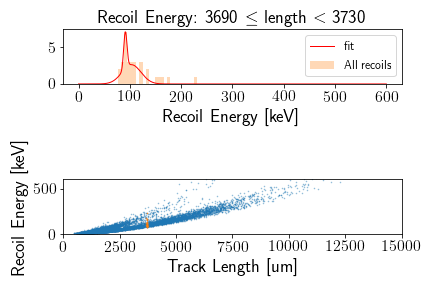 Recoil Energy: 3690 ≤ length < 3730
5
0
fit
All recoils
0 100 200 300 400 500 600
Recoil Energy [keV]
Recoil Energy [keV]
500
0
0 2500 5000 7500 10000 12500 15000
Track Length [um]